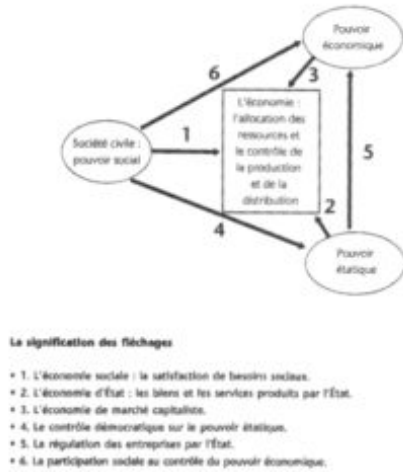 Pouvoir
économique
6
3
L'économie :
l'allocation des
ressources et
le contrôle de
la production
et de la
distribution
Société civile :
pouvoir social
1
5
2
4
Pouvoir
étatique
La signification des fléchages
• 1. L'économie sociale : la satisfaction de besoins sociaux.
• 2. L'économie d'État : les biens et les services produits par l'État.
• 3. L'économie de marché capitaliste.
• 4. Le contrôle démocratique sur le pouvoir étatique.
• 5. La régulation des entreprises par l'État.
• 6. La participation sociale au contrôle du pouvoir économique.